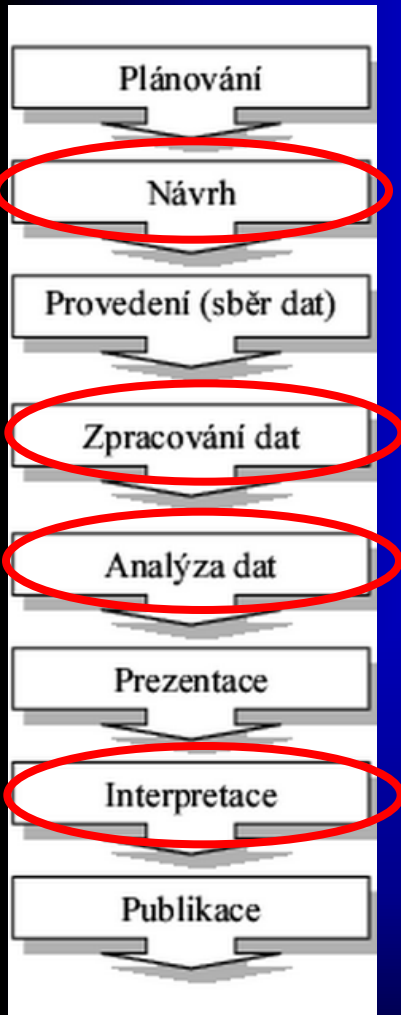 Plánování
Návrh
Provedení (sběr dat)
Zpracování dat
Analýza dat
Prezentace
Interpretace
Publikace